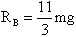 R_B = 11/3 mg